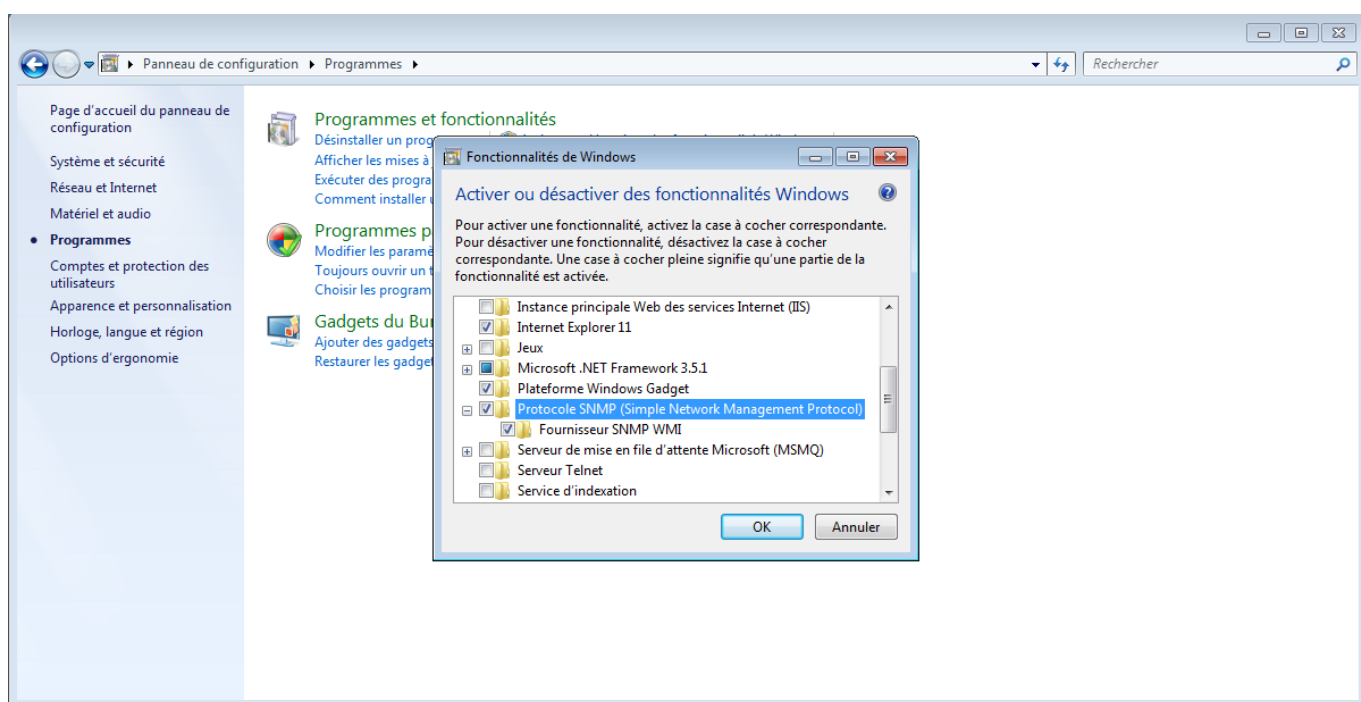 Panneau de configuration ▸ Programmes ▸
Rechercher
Page d'accueil du panneau de
configuration
Système et sécurité
Réseau et Internet
Matériel et audio
Programmes
Comptes et protection des
utilisateurs
Apparence et personnalisation
Horloge, langue et région
Options d'ergonomie
Programmes et fonctionnalités
Désinstaller un prog
Afficher les mises à
Exécuter des progra
Comment installer
Programmes p
Modifier les paramè
Toujours ouvrir un t
Choisir les program
Gadgets du Bur
Ajouter des gadgets
Restaurer les gadget
Fonctionnalités de Windows
Activer ou désactiver des fonctionnalités Windows
Pour activer une fonctionnalité, activez la case à cocher correspondante.
Pour désactiver une fonctionnalité, désactivez la case à cocher
correspondante. Une case à cocher pleine signifie qu'une partie de la
fonctionnalité est activée.
Instance principale Web des services Internet (IIS)
Internet Explorer 11
Jeux
Microsoft .NET Framework 3.5.1
Plateforme Windows Gadget
Protocole SNMP (Simple Network Management Protocol)
Fournisseur SNMP WMI
Serveur de mise en file d'attente Microsoft (MSMQ)
Serveur Telnet
Service d'indexation
OK
Annuler